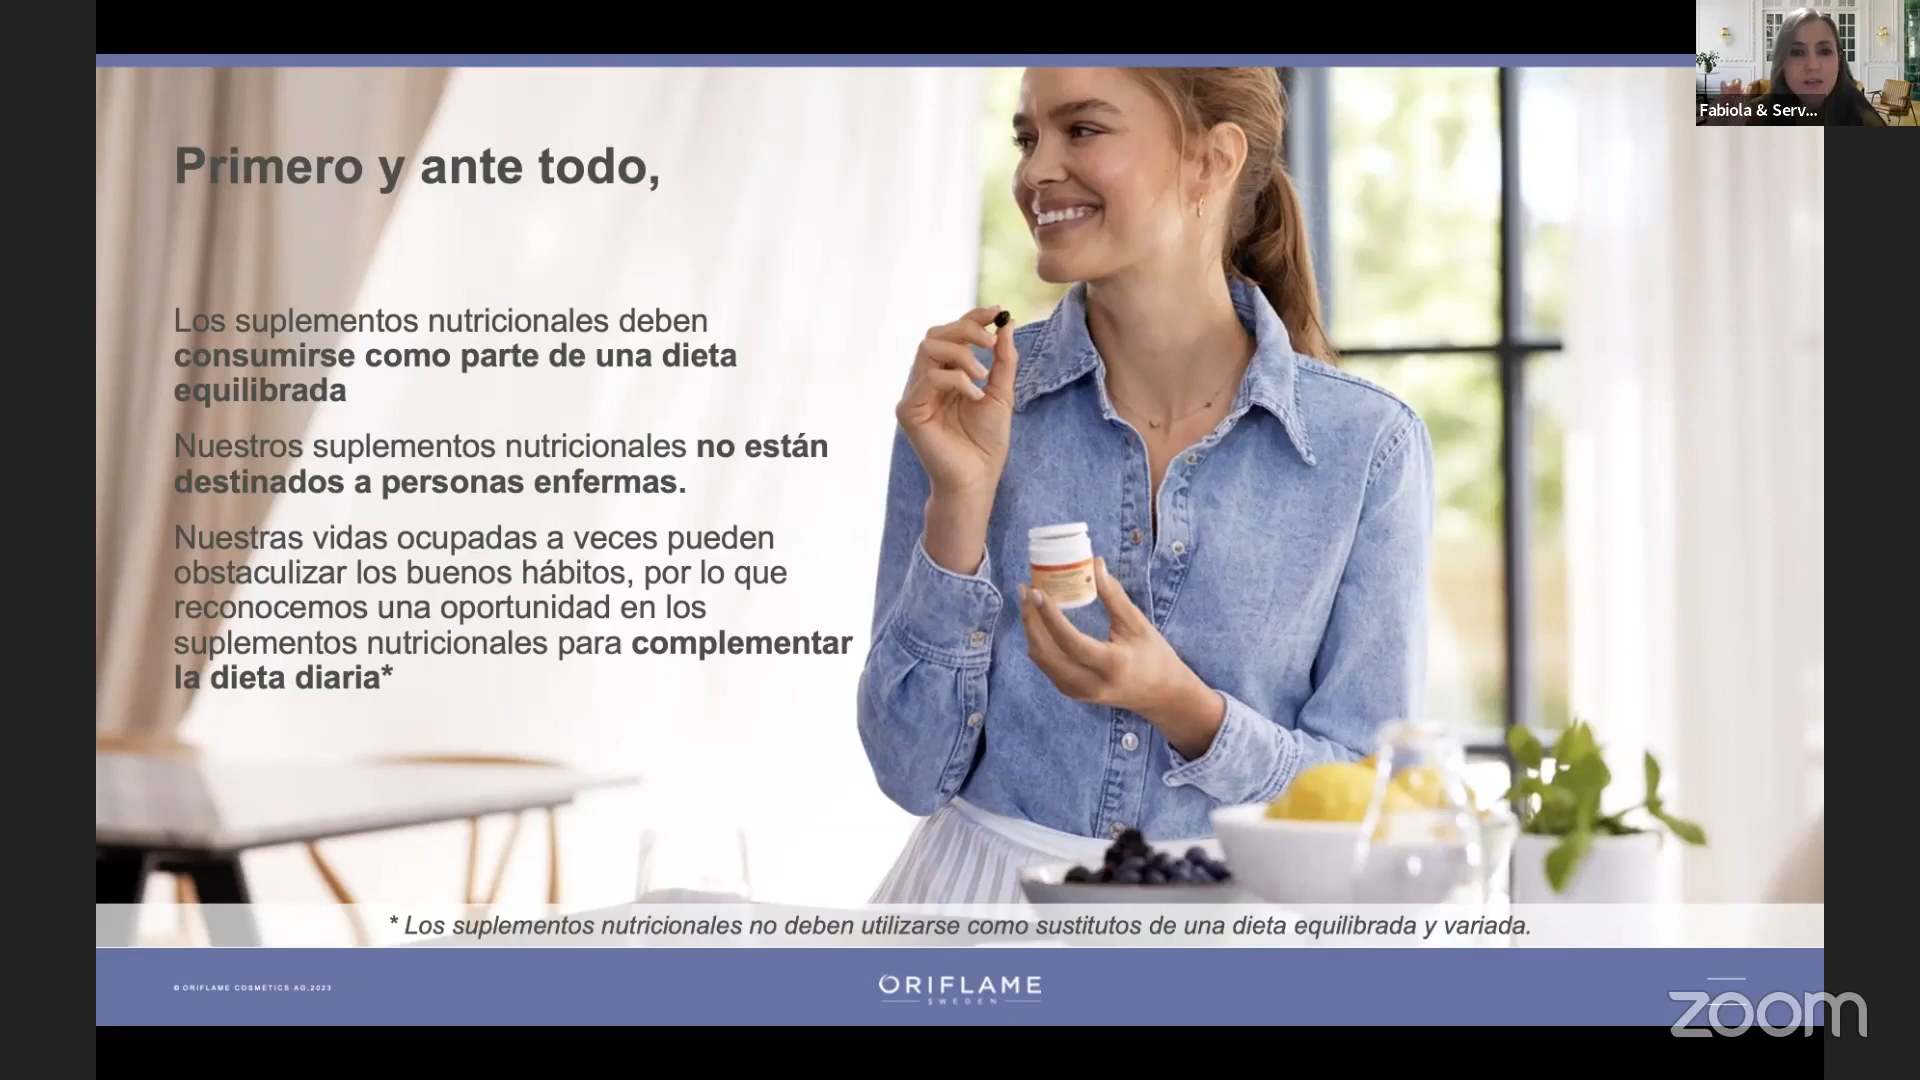 Fabiola & Serv...
Primero y ante todo,
Los suplementos nutricionales deben
consumirse como parte de una dieta
equilibrada
Nuestros suplementos nutricionales no están
destinados a personas enfermas.
Nuestras vidas ocupadas a veces pueden
obstaculizar los buenos hábitos, por lo que
reconocemos una oportunidad en los
suplementos nutricionales para complementar
la dieta diaria*
* Los suplementos nutricionales no deben utilizarse como sustitutos de una dieta equilibrada y variada.
© ORIFLAME COSMETICS AG,2023
ORIFLAME
SWEDEN
zoom